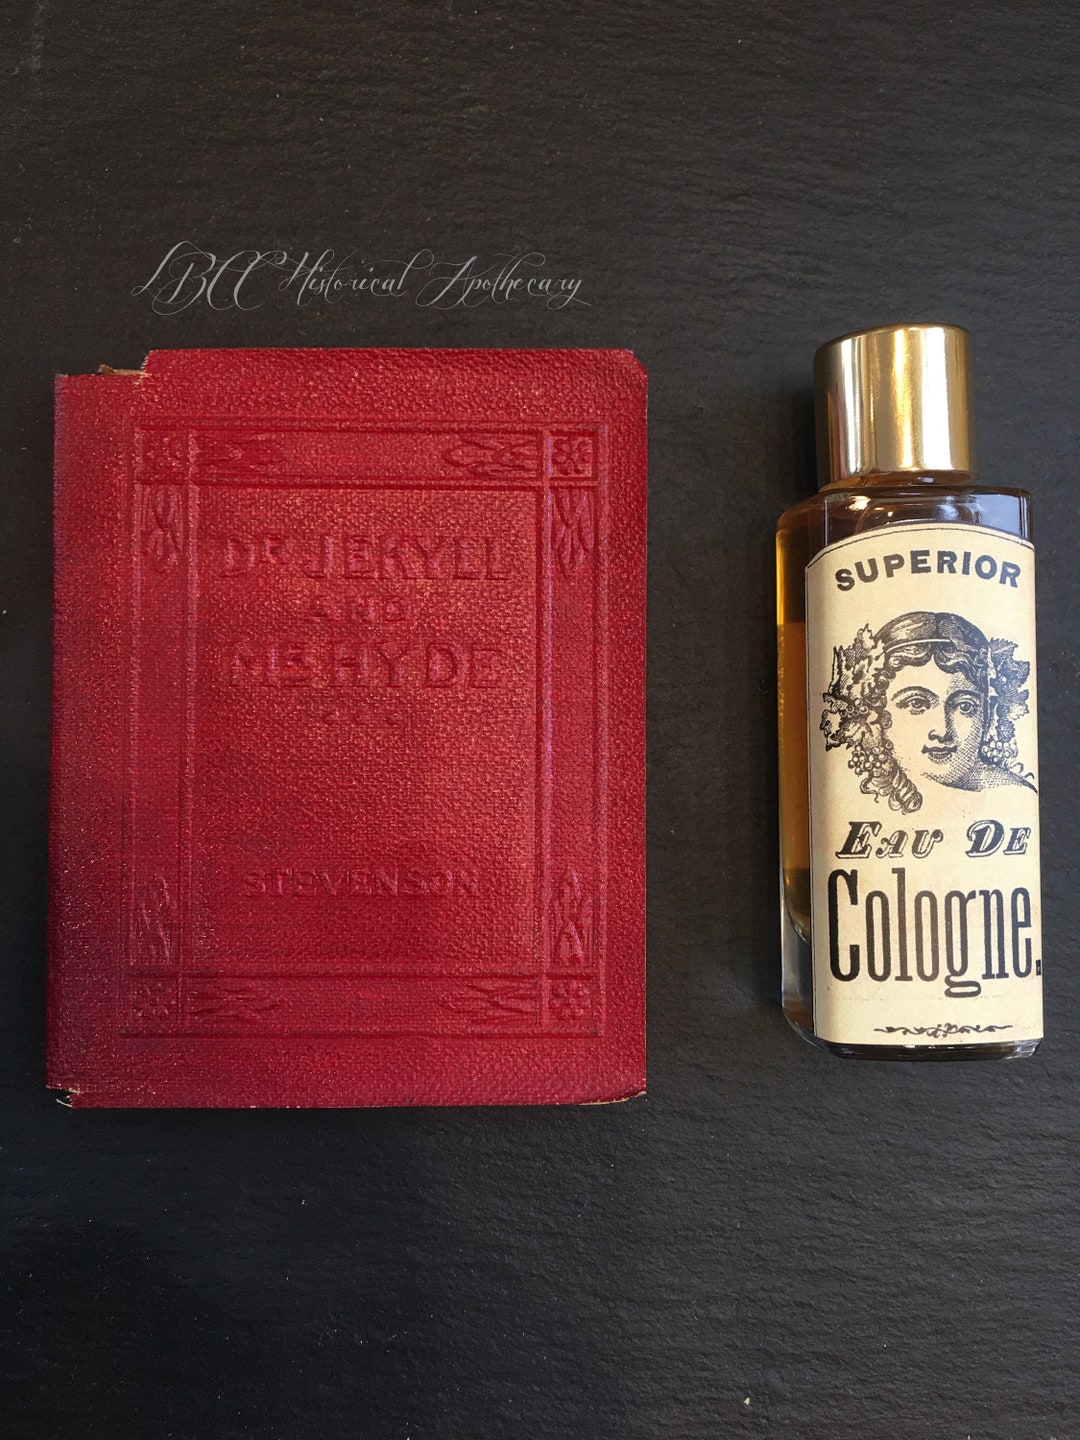 LBCC Historical Apothecary
DR. JEKYLL
AND
MR. HYDE
STEVENSON
SUPERIOR
EAU DE
Cologne.